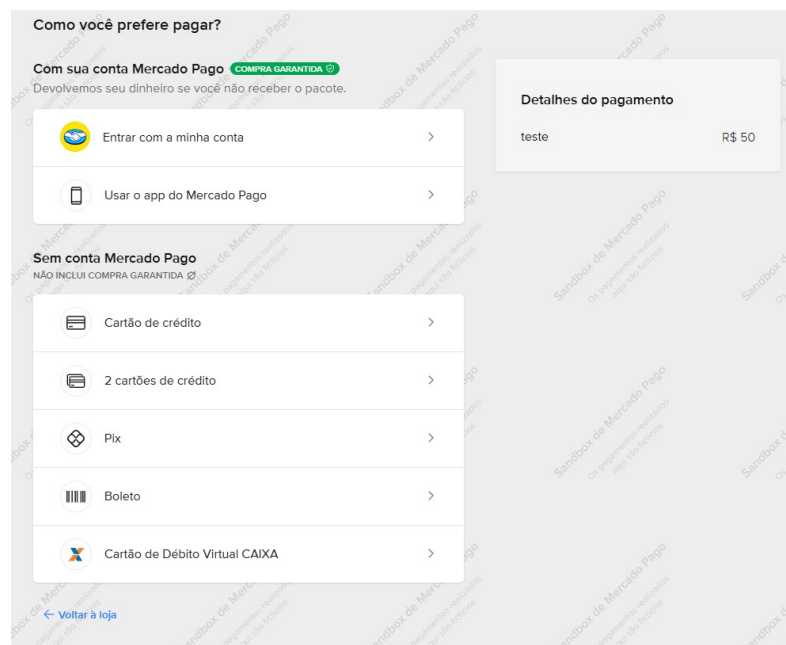 Como você prefere pagar?
Com sua conta Mercado Pago COMPRA GARANTIDA
Devolvemos seu dinheiro se você não receber o pacote.
Entrar com a minha conta
Usar o app do Mercado Pago
Sem conta Mercado Pago
NÃO INCLUI COMPRA GARANTIDA
Cartão de crédito
2 cartões de crédito
Pix
Boleto
Cartão de Débito Virtual CAIXA
Voltar à loja
Detalhes do pagamento
teste R$ 50
Sandbox de Mercado Pago
Os pagamentos realizados
aqui são fictícios